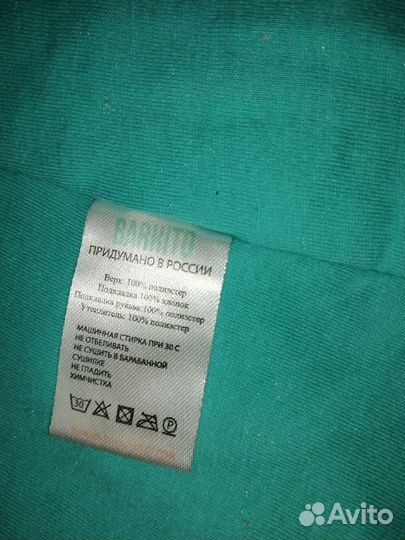 BARKITO
ПРИДУМАНО В РОССИИ
Верх: 100% полиэстер
Подкладка 100% хлопок
Подкладка рукава:100% полиэстер
Утеплитель: 100% полиэстер
МАШИННАЯ СТИРКА ПРИ 30 С
НЕ ОТБЕЛИВАТЬ
НЕ СУШИТЬ В БАРАБАННОЙ
СУШИЛКЕ
НЕ ГЛАДИТЬ
ХИМЧИСТКА
30 P
Avito